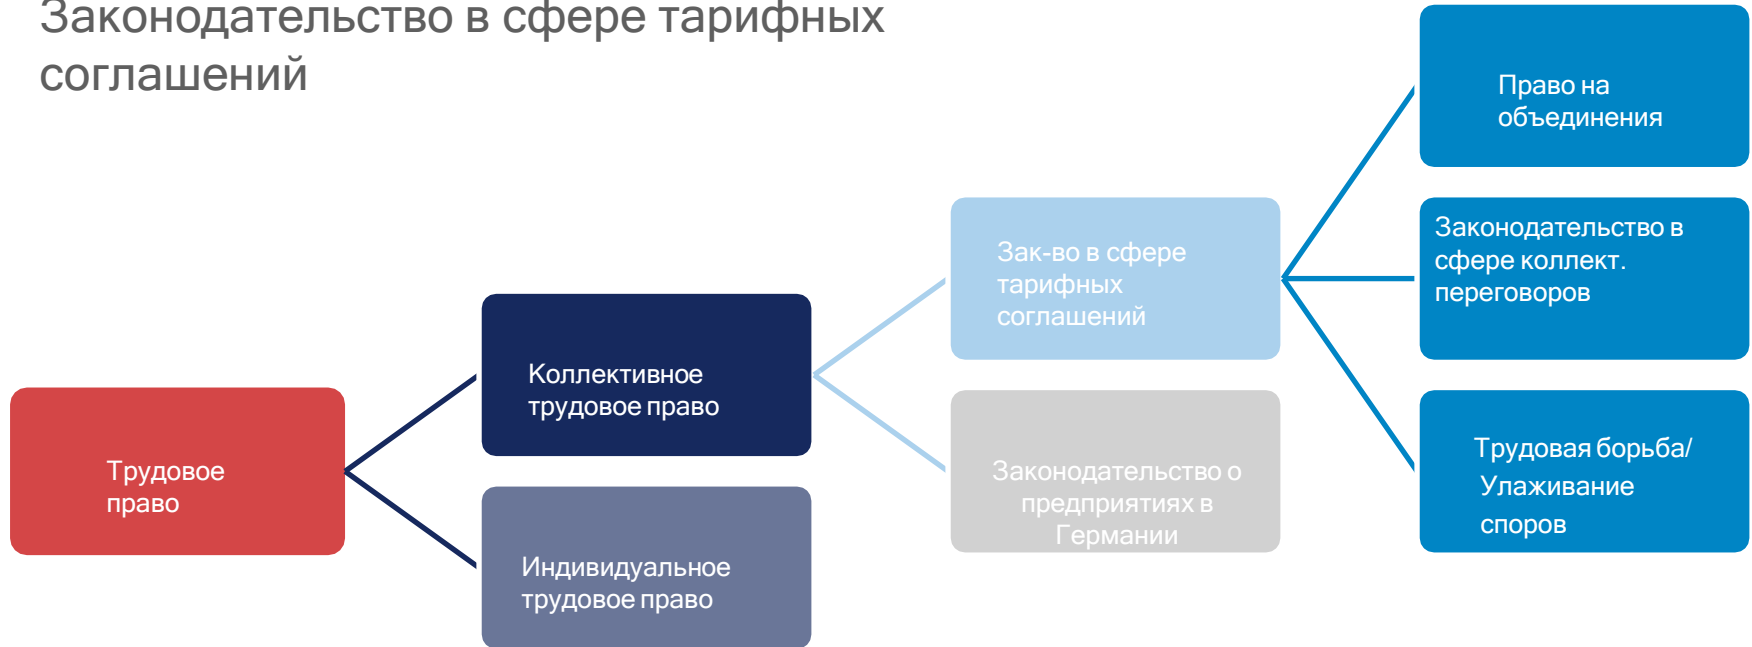 Законодательство в сфере тарифных
соглашений
Трудовое
право
Коллективное
трудовое право
Индивидуальное
трудовое право
Зак-во в сфере
тарифных
соглашений
Законодательство о
предприятиях в
Германии
Право на
объединения
Законодательство в
сфере коллект.
переговоров
Трудовая борьба/
Улаживание
споров